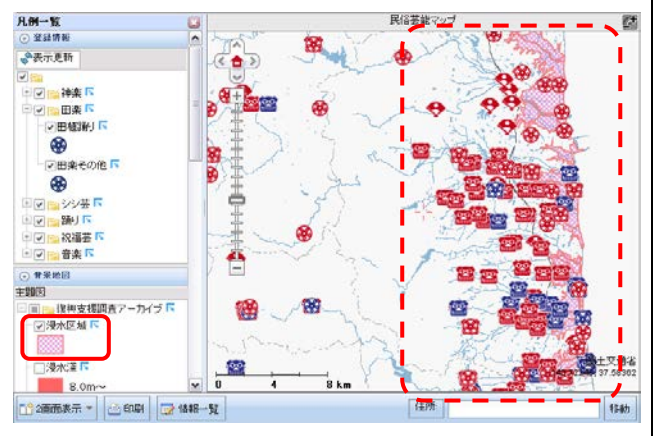 凡例一覧
民俗芸能マップ
登録情報
表示更新
神楽
田楽
田植踊り
田楽その他
シシ芸
踊り
祝福芸
音楽
背景地図
主題図
復興支援調査アーカイブ
浸水区域
浸水深
8.0m~
0 4 8 km
国土交通省
37.56362
2画面表示
印刷
情報一覧
住所
移動